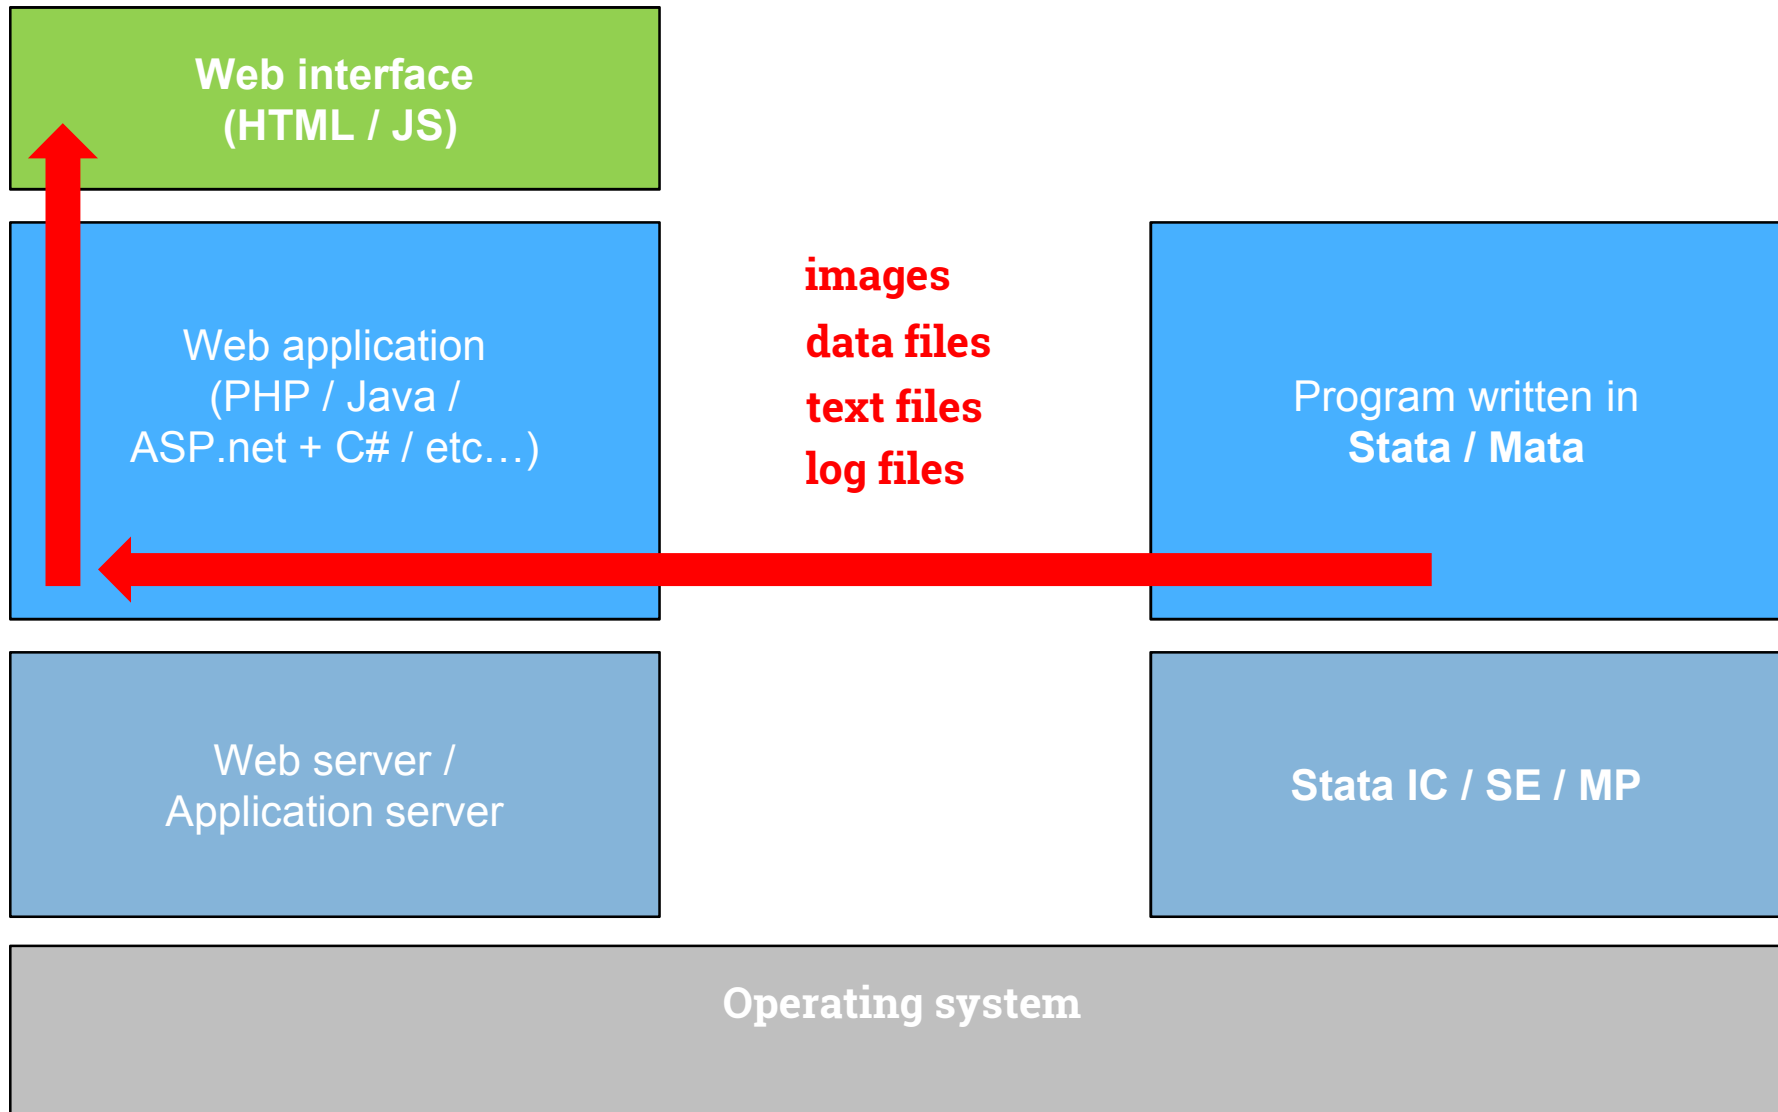 Web interface
(HTML / JS)
Web application
(PHP / Java /
ASP.net + C# / etc…)
images
data files
text files
log files
Program written in
Stata / Mata
Web server /
Application server
Stata IC / SE / MP
Operating system